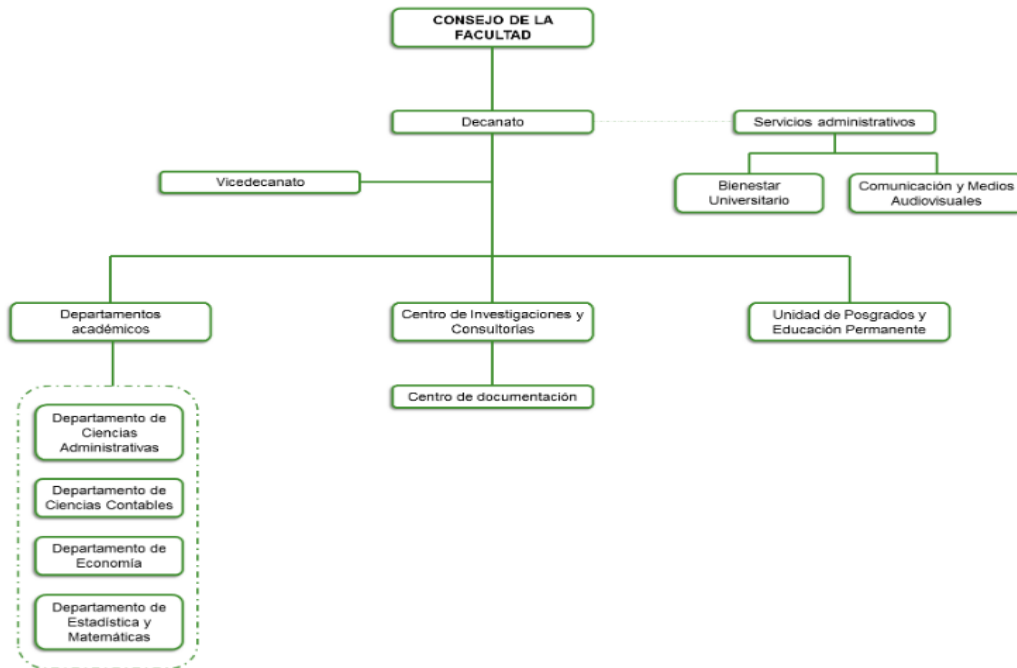 CONSEJO DE LA
FACULTAD
Decanato
Servicios administrativos
Vicedecanato
Bienestar
Universitario
Comunicación y Medios
Audiovisuales
Departamentos
académicos
Centro de Investigaciones y
Consultorías
Unidad de Posgrados y
Educación Permanente
Centro de documentación
Departamento de
Ciencias
Administrativas
Departamento de
Ciencias Contables
Departamento de
Economía
Departamento de
Estadística y
Matemáticas